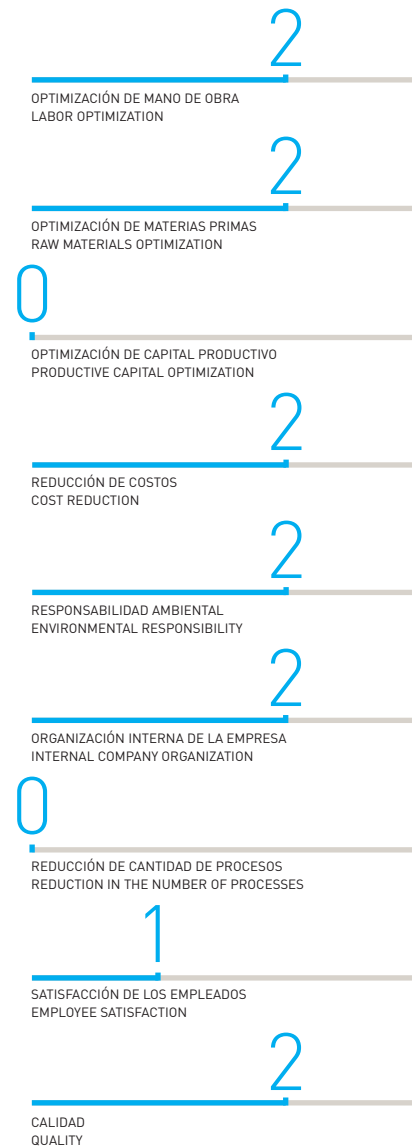 2
OPTIMIZACIÓN DE MANO DE OBRA
LABOR OPTIMIZATION
2
OPTIMIZACIÓN DE MATERIAS PRIMAS
RAW MATERIALS OPTIMIZATION
0
OPTIMIZACIÓN DE CAPITAL PRODUCTIVO
PRODUCTIVE CAPITAL OPTIMIZATION
2
REDUCCIÓN DE COSTOS
COST REDUCTION
2
RESPONSABILIDAD AMBIENTAL
ENVIRONMENTAL RESPONSIBILITY
2
ORGANIZACIÓN INTERNA DE LA EMPRESA
INTERNAL COMPANY ORGANIZATION
0
REDUCCIÓN DE CANTIDAD DE PROCESOS
REDUCTION IN THE NUMBER OF PROCESSES
1
SATISFACCIÓN DE LOS EMPLEADOS
EMPLOYEE SATISFACTION
2
CALIDAD
QUALITY